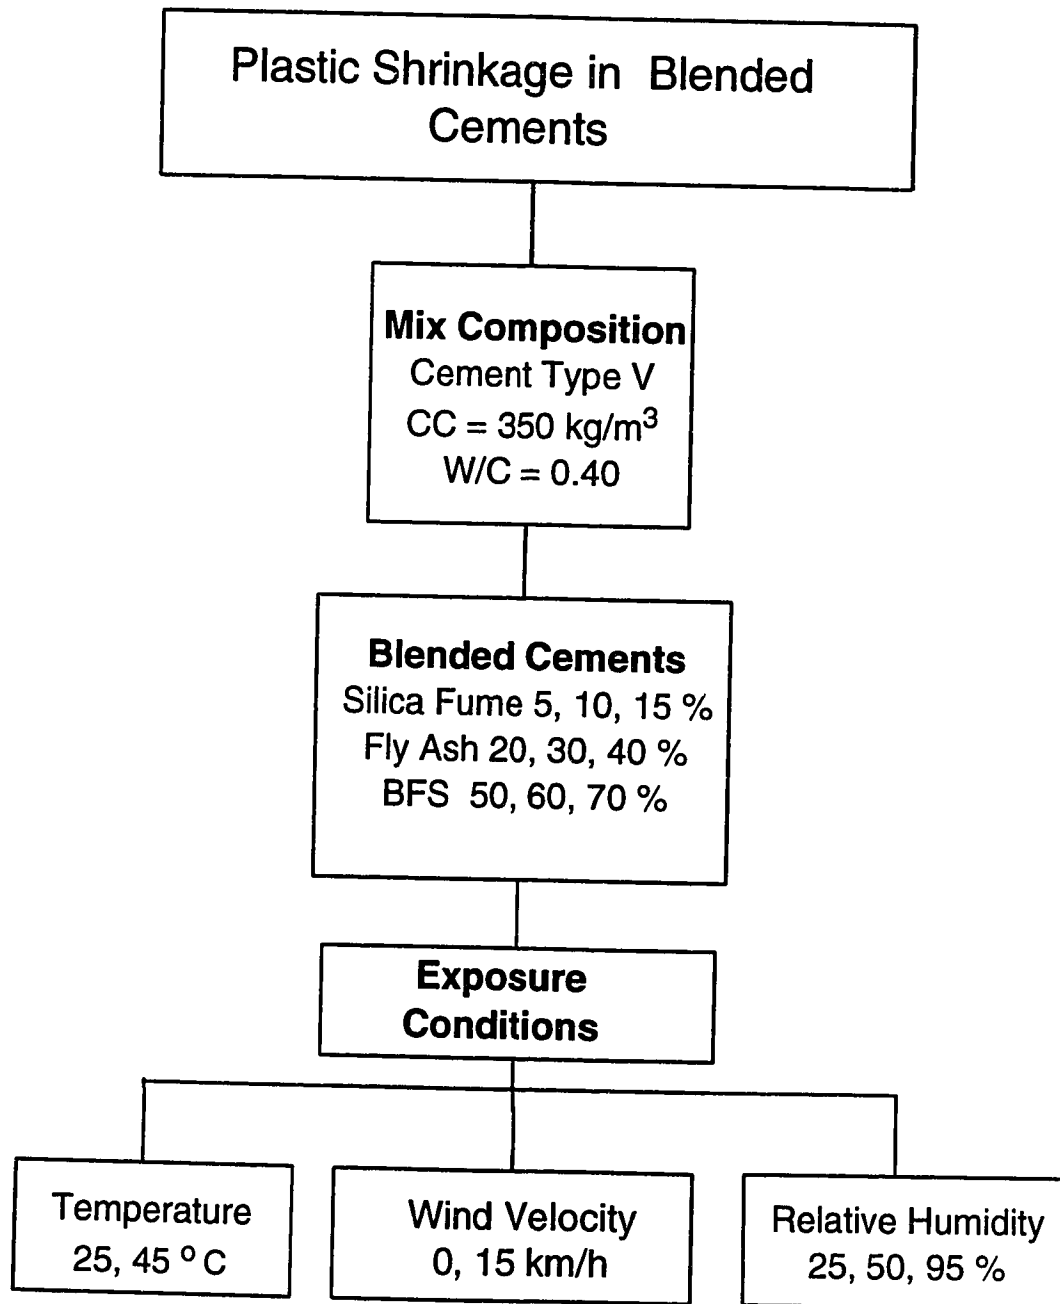 Plastic Shrinkage in Blended
Cements
Mix Composition
Cement Type V
CC = 350 kg/m³
W/C = 0.40
Blended Cements
Silica Fume 5, 10, 15 %
Fly Ash 20, 30, 40 %
BFS 50, 60, 70 %
Exposure
Conditions
Temperature
25, 45 º C
Wind Velocity
0, 15 km/h
Relative Humidity
25, 50, 95 %